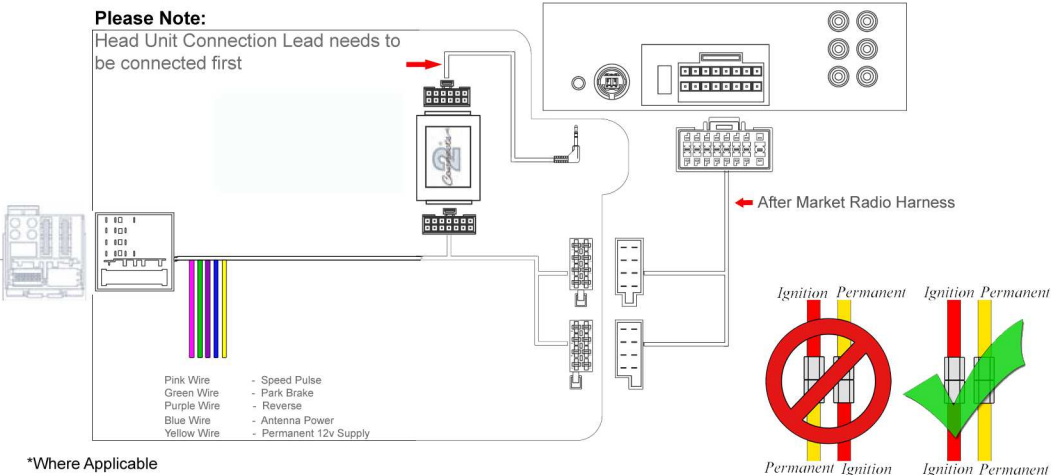 Please Note:
Head Unit Connection Lead needs to
be connected first
Connects 2
After Market Radio Harness
Ignition Permanent Ignition Permanent
Pink Wire - Speed Pulse
Green Wire - Park Brake
Purple Wire - Reverse
Blue Wire - Antenna Power
Yellow Wire - Permanent 12v Supply
*Where Applicable
Permanent Ignition Ignition Permanent